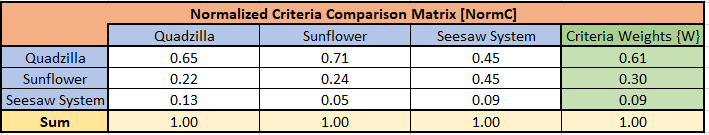 Normalized Criteria Comparison Matrix [NormC]
Quadzilla Sunflower Seesaw System Criteria Weights {W}
Quadzilla 0.65 0.71 0.45 0.61
Sunflower 0.22 0.24 0.45 0.30
Seesaw System 0.13 0.05 0.09 0.09
Sum 1.00 1.00 1.00 1.00